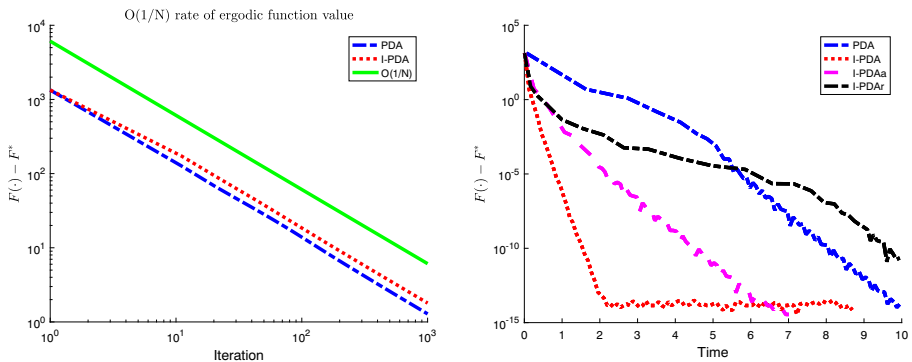 O(1/N) rate of ergodic function value
F(·) − F*
10^4
10^3
10^2
10^1
10^0
10^0
10^1
10^2
10^3
Iteration
PDA
I-PDA
O(1/N)
F(·) − F*
10^5
10^0
10^-5
10^-10
10^-15
0 1 2 3 4 5 6 7 8 9 10
Time
PDA
I-PDA
I-PDAa
I-PDAr